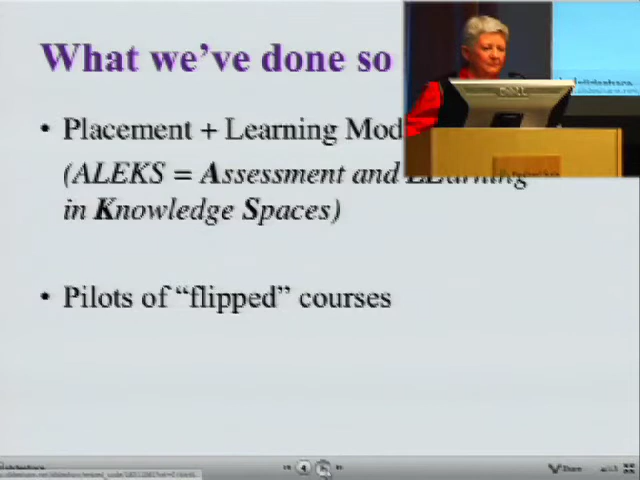 What we've done so
• Placement + Learning Mod
(ALEKS = Assessment and LEarning
in Knowledge Spaces)
• Pilots of “flipped” courses
DELL